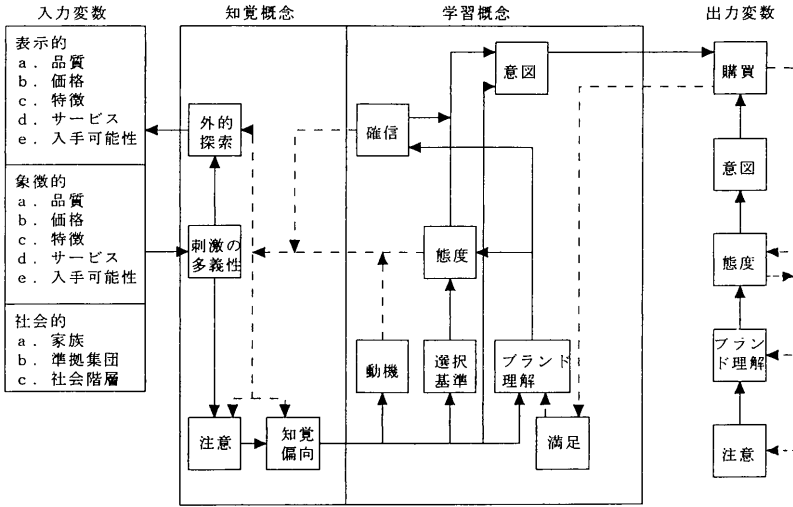 入力変数
知覚概念
学習概念
出力変数
表示的
a．品質
b．価格
c．特徴
d．サービス
e．入手可能性
象徴的
a．品質
b．価格
c．特徴
d．サービス
e．入手可能性
社会的
a．家族
b．準拠集団
c．社会階層
外的
探索
刺激の
多義性
注意
知覚
偏向
意図
確信
態度
動機
選択
基準
ブランド
理解
満足
購買
意図
態度
ブラン
ド理解
注意